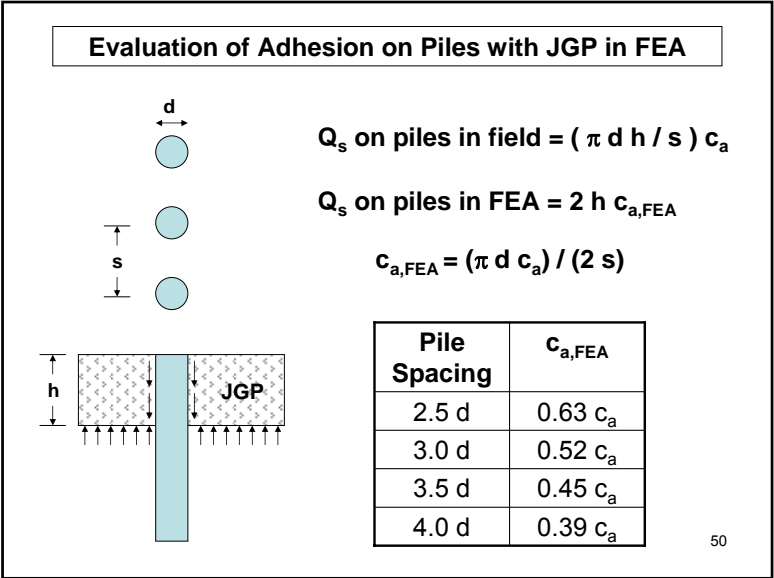 Evaluation of Adhesion on Piles with JGP in FEA
d
s
h
JGP
Qs on piles in field = ( π d h / s ) ca
Qs on piles in FEA = 2 h ca,FEA
ca,FEA = (π d ca) / (2 s)
Pile Spacing ca,FEA
2.5 d 0.63 ca
3.0 d 0.52 ca
3.5 d 0.45 ca
4.0 d 0.39 ca
50